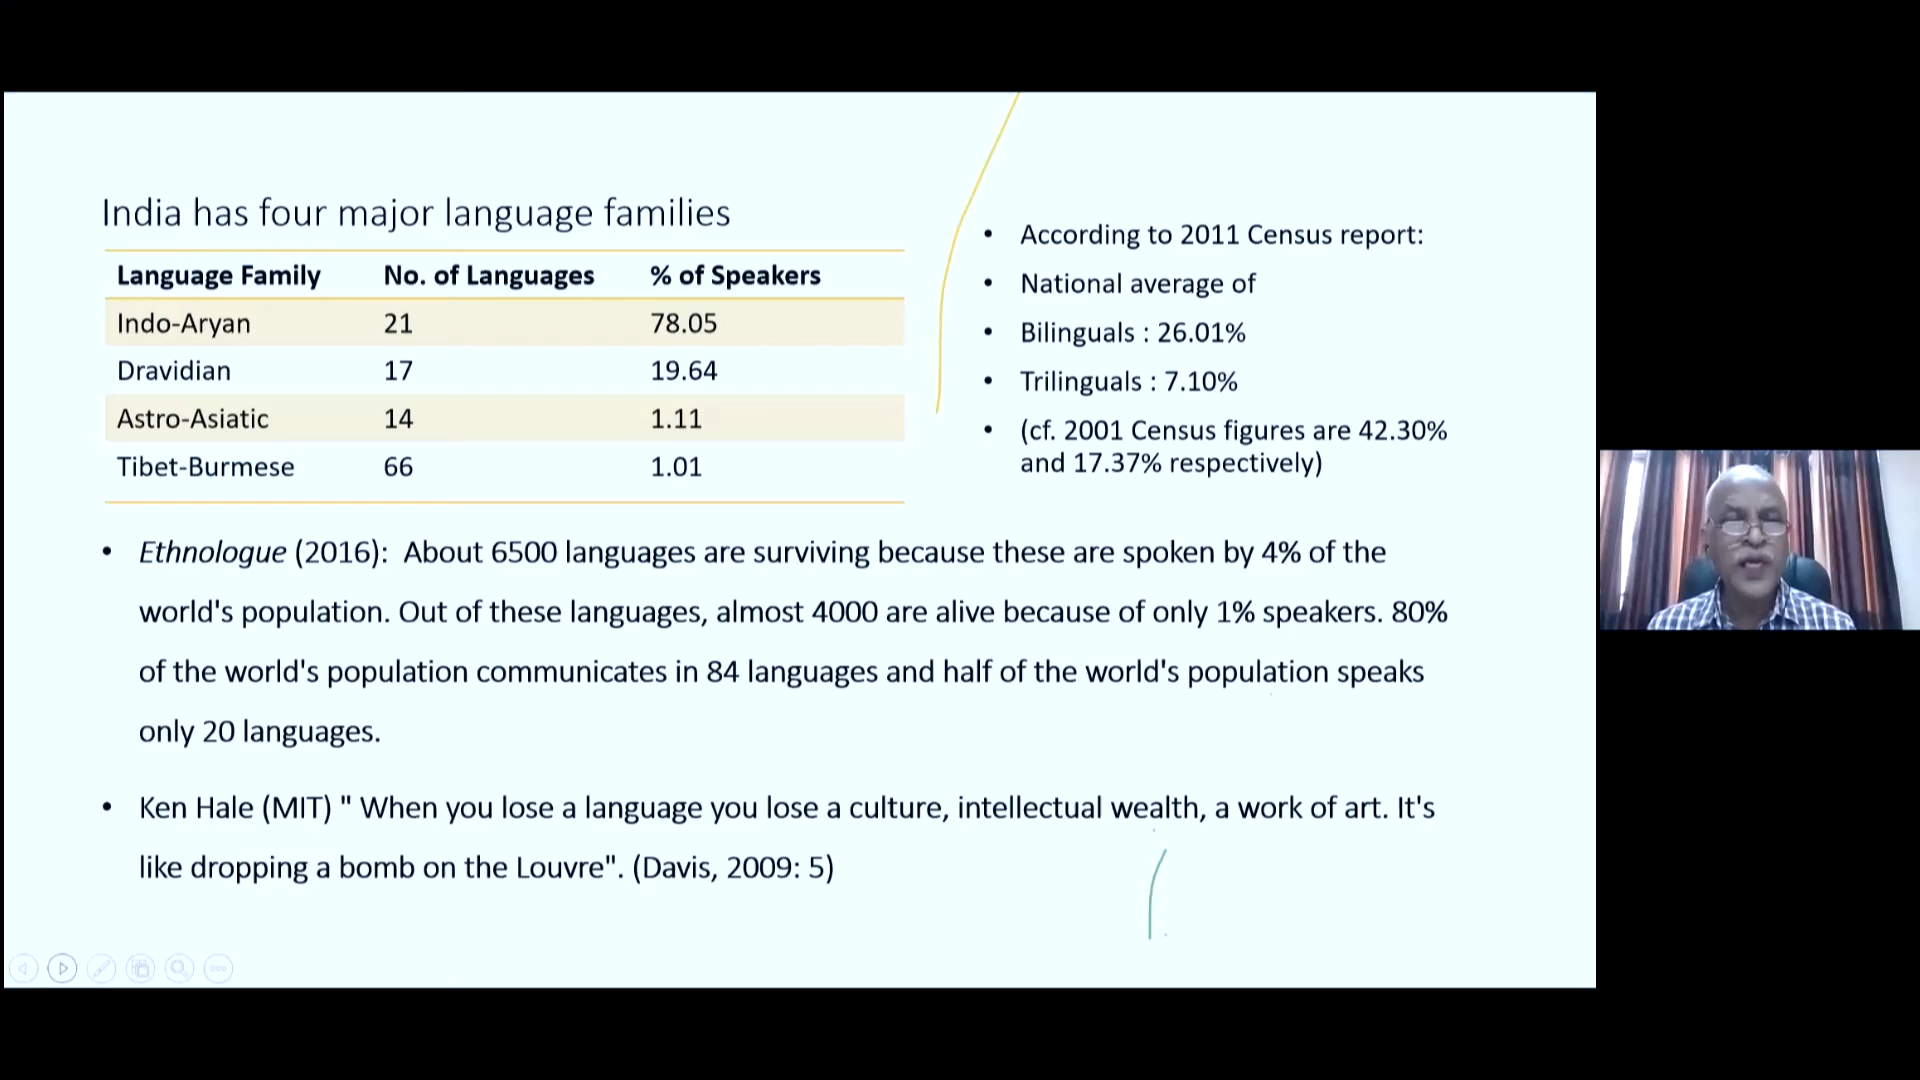 India has four major language families
Language Family No. of Languages % of Speakers
Indo-Aryan 21 78.05
Dravidian 17 19.64
Astro-Asiatic 14 1.11
Tibet-Burmese 66 1.01
• According to 2011 Census report:
• National average of
• Bilinguals : 26.01%
• Trilinguals : 7.10%
• (cf. 2001 Census figures are 42.30%
and 17.37% respectively)
• Ethnologue (2016): About 6500 languages are surviving because these are spoken by 4% of the
world's population. Out of these languages, almost 4000 are alive because of only 1% speakers. 80%
of the world's population communicates in 84 languages and half of the world's population speaks
only 20 languages.
• Ken Hale (MIT) " When you lose a language you lose a culture, intellectual wealth, a work of art. It's
like dropping a bomb on the Louvre". (Davis, 2009: 5)